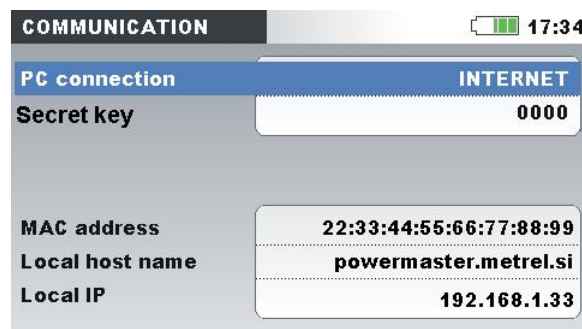 COMMUNICATION 17:34
PC connection INTERNET
Secret key 0000
MAC address 22:33:44:55:66:77:88:99
Local host name powermaster.metrel.si
Local IP 192.168.1.33